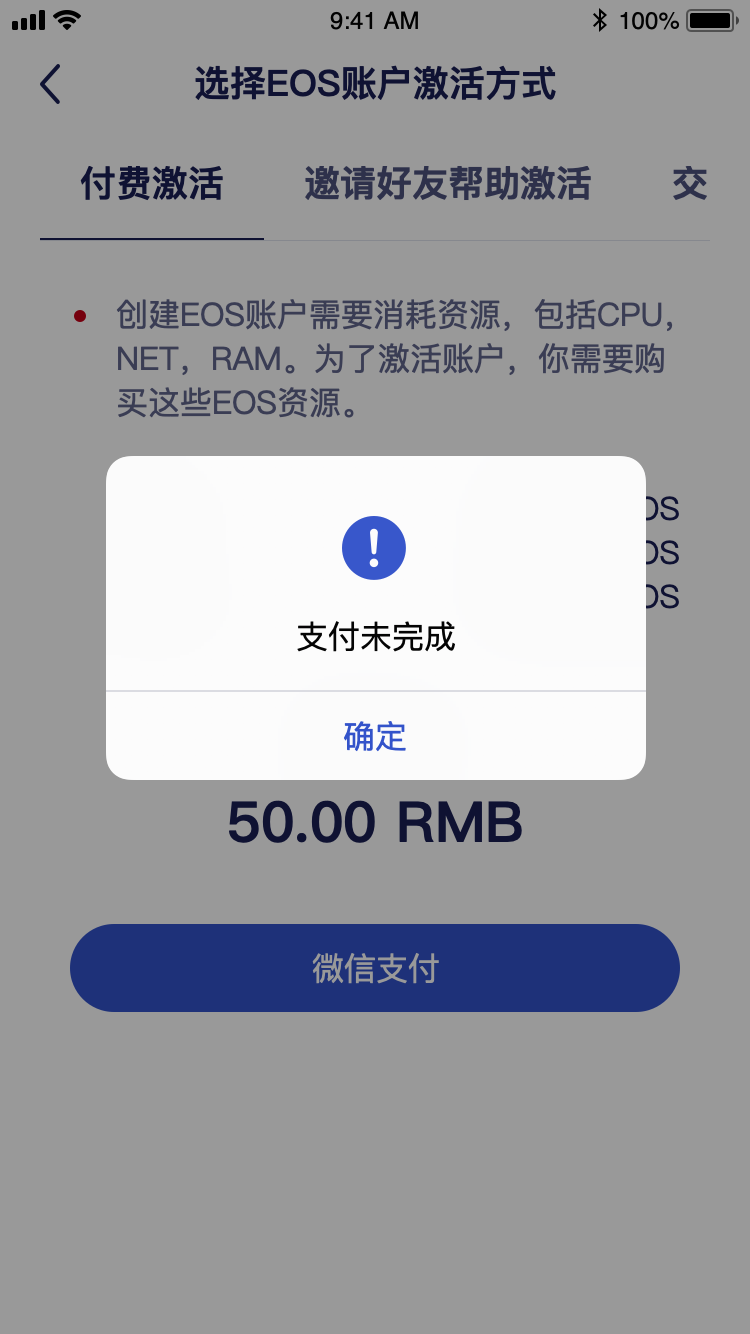 9:41 AM
100%
选择EOS账户激活方式
付费激活
邀请好友帮助激活
交
创建EOS账户需要消耗资源，包括CPU，
NET，RAM。为了激活账户，你需要购
买这些EOS资源。
OS
OS
OS
支付未完成
确定
50.00 RMB
微信支付